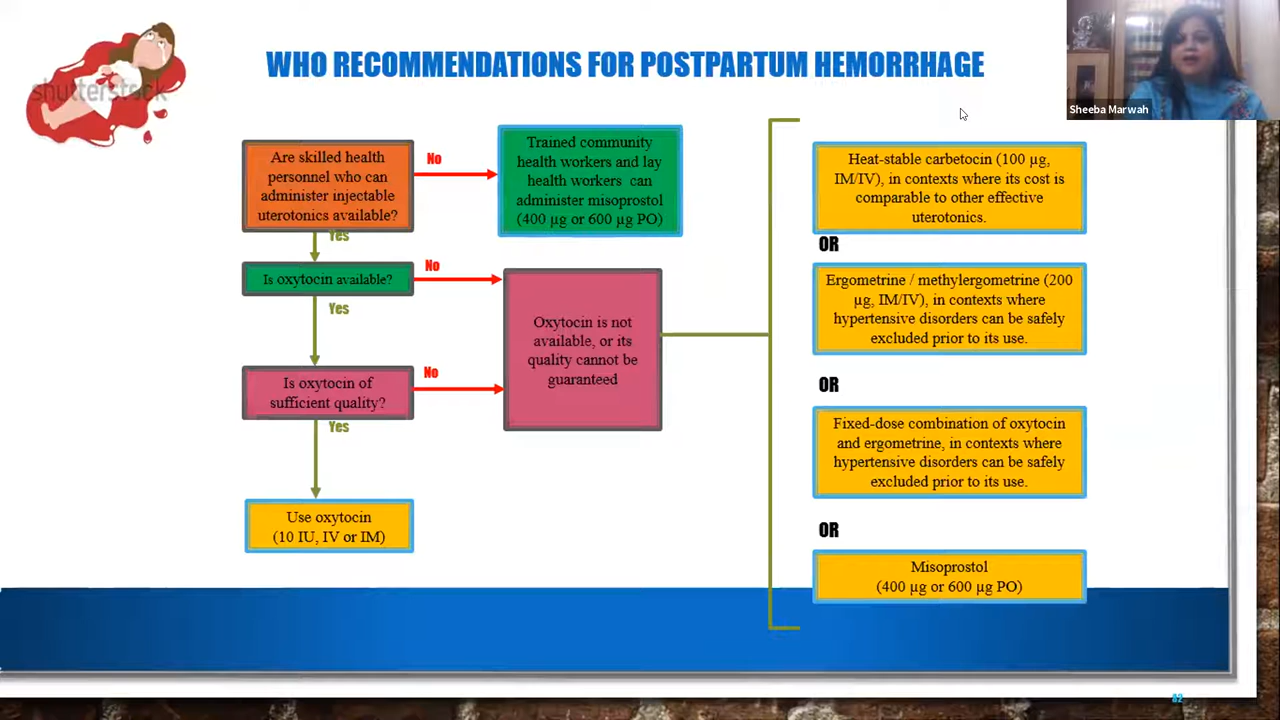 shutterstock
WHO RECOMMENDATIONS FOR POSTPARTUM HEMORRHAGE
Sheeba Marwah
Are skilled health
personnel who can
administer injectable
uterotonics available?
No
Trained community
health workers and lay
health workers can
administer misoprostol
(400 µg or 600 µg PO)
Yes
Is oxytocin available?
No
Yes
Oxytocin is not
available, or its
quality cannot be
guaranteed
Is oxytocin of
sufficient quality?
No
Yes
Use oxytocin
(10 IU, IV or IM)
Heat-stable carbetocin (100 µg,
IM/IV), in contexts where its cost is
comparable to other effective
uterotonics.
OR
Ergometrine / methylergometrine (200
µg, IM/IV), in contexts where
hypertensive disorders can be safely
excluded prior to its use.
OR
Fixed-dose combination of oxytocin
and ergometrine, in contexts where
hypertensive disorders can be safely
excluded prior to its use.
OR
Misoprostol
(400 µg or 600 µg PO)